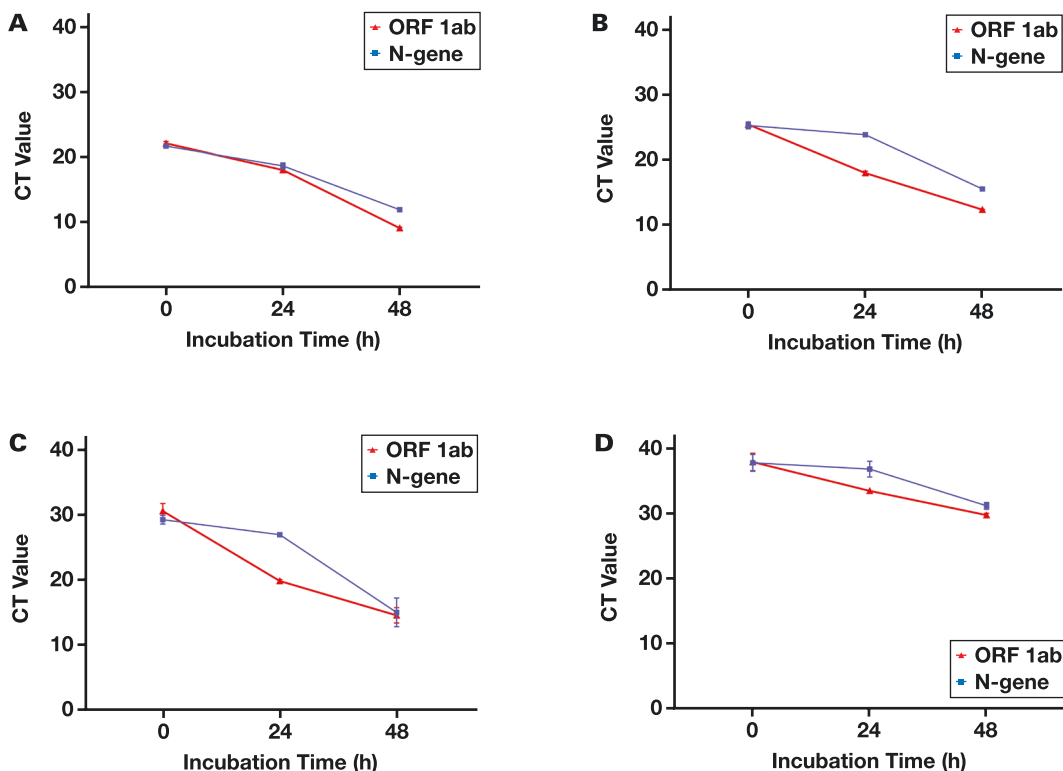 A
40
30
20
10
0
CT Value
ORF 1ab
N-gene
0 24 48
Incubation Time (h)
B
40
30
20
10
0
CT Value
ORF 1ab
N-gene
0 24 48
Incubation Time (h)
C
40
30
20
10
0
CT Value
ORF 1ab
N-gene
0 24 48
Incubation Time (h)
D
40
30
20
10
0
CT Value
ORF 1ab
N-gene
0 24 48
Incubation Time (h)